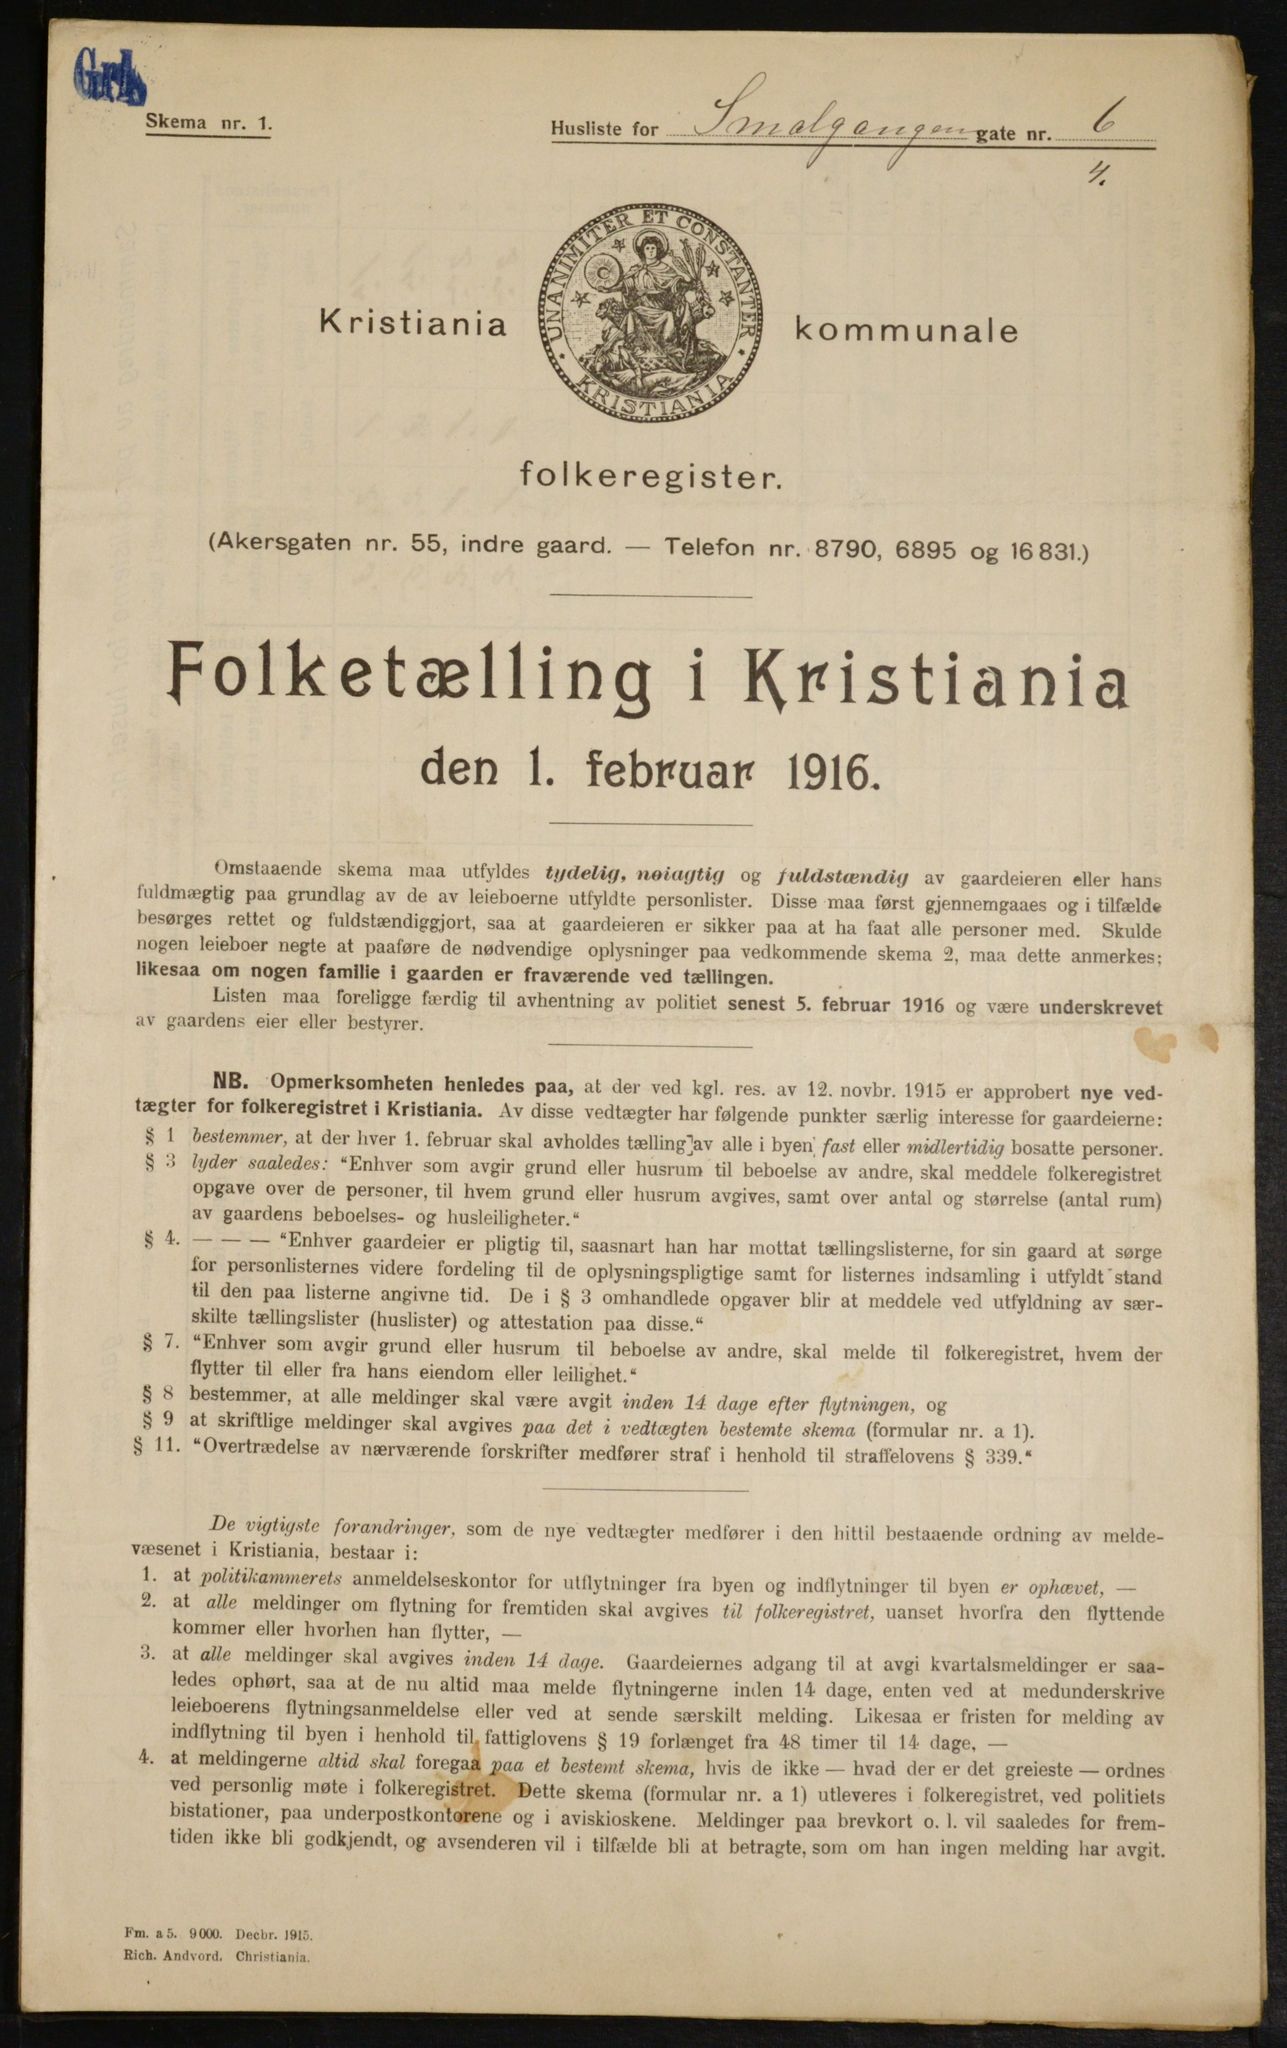 Grl.
Skema nr. 1.
Husliste for Smalgangen gate nr. 6
4.
UNANIMITER ET CONSTANTER
KRISTIANIA
Kristiania kommunale
folkeregister.
(Akersgaten nr. 55, indre gaard. — Telefon nr. 8790, 6895 og 16 831.)
Folketælling i Kristiania
den 1. februar 1916.
Omstaaende skema maa utfyldes tydelig, nøiagtig og fuldstændig av gaardeieren eller hans
fuldmægtig paa grundlag av de av leieboerne utfyldte personlister. Disse maa først gjennemgaaes og i tilfælde
besørges rettet og fuldstændiggjort, saa at gaardeieren er sikker paa at ha faat alle personer med. Skulde
nogen leieboer negte at paaføre de nødvendige oplysninger paa vedkommende skema 2, maa dette anmerkes;
likesaa om nogen familie i gaarden er fraværende ved tællingen.
Listen maa foreligge færdig til avhentning av politiet senest 5. februar 1916 og være underskrevet
av gaardens eier eller bestyrer.
NB. Opmerksomheten henledes paa, at der ved kgl. res. av 12. novbr. 1915 er approbert nye ved-
tægter for folkeregistret i Kristiania. Av disse vedtægter har følgende punkter særlig interesse for gaardeierne:
§ 1 bestemmer, at der hver 1. februar skal avholdes tælling av alle i byen fast eller midlertidig bosatte personer.
§ 3 lyder saaledes: “Enhver som avgir grund eller husrum til beboelse av andre, skal meddele folkeregistret
opgave over de personer, til hvem grund eller husrum avgives, samt over antal og størrelse (antal rum)
av gaardens beboelses- og husleiligheter.“
§ 4. — — — “Enhver gaardeier er pligtig til, saasnart han har mottat tællingslisterne, for sin gaard at sørge
for personlisternes videre fordeling til de oplysningspligtige samt for listernes indsamling i utfyldt stand
til den paa listerne angivne tid. De i § 3 omhandlede opgaver blir at meddele ved utfyldning av sær-
skilte tællingslister (huslister) og attestation paa disse.“
§ 7. “Enhver som avgir grund eller husrum til beboelse av andre, skal melde til folkeregistret, hvem der
flytter til eller fra hans eiendom eller leilighet.“
§ 8 bestemmer, at alle meldinger skal være avgit inden 14 dage efter flytningen, og
§ 9 at skriftlige meldinger skal avgives paa det i vedtægten bestemte skema (formular nr. a 1).
§ 11. “Overtrædelse av nærværende forskrifter medfører straf i henhold til straffelovens § 339.“
De vigtigste forandringer, som de nye vedtægter medfører i den hittil bestaaende ordning av melde-
væsenet i Kristiania, bestaar i:
1. at politikammerets anmeldelseskontor for utflytninger fra byen og indflytninger til byen er ophævet, —
2. at alle meldinger om flytning for fremtiden skal avgives til folkeregistret, uanset hvorfra den flyttende
kommer eller hvorhen han flytter, —
3. at alle meldinger skal avgives inden 14 dage. Gaardeiernes adgang til at avgi kvartalsmeldinger er saa-
ledes ophørt, saa at de nu altid maa melde flytningerne inden 14 dage, enten ved at medunderskrive
leieboerens flytningsanmeldelse eller ved at sende særskilt melding. Likesaa er fristen for melding av
indflytning til byen i henhold til fattiglovens § 19 forlænget fra 48 timer til 14 dage, —
4. at meldingerne altid skal foregaa paa et bestemt skema, hvis de ikke — hvad der er det greieste — ordnes
ved personlig møte i folkeregistret. Dette skema (formular nr. a 1) utleveres i folkeregistret, ved politiets
bistationer, paa underpostkontorene og i aviskioskene. Meldinger paa brevkort o. l. vil saaledes for frem-
tiden ikke bli godkjendt, og avsenderen vil i tilfælde bli at betragte, som om han ingen melding har avgit.
Fm. a 5. 9 000. Decbr. 1915.
Rich. Andvord, Christiania.